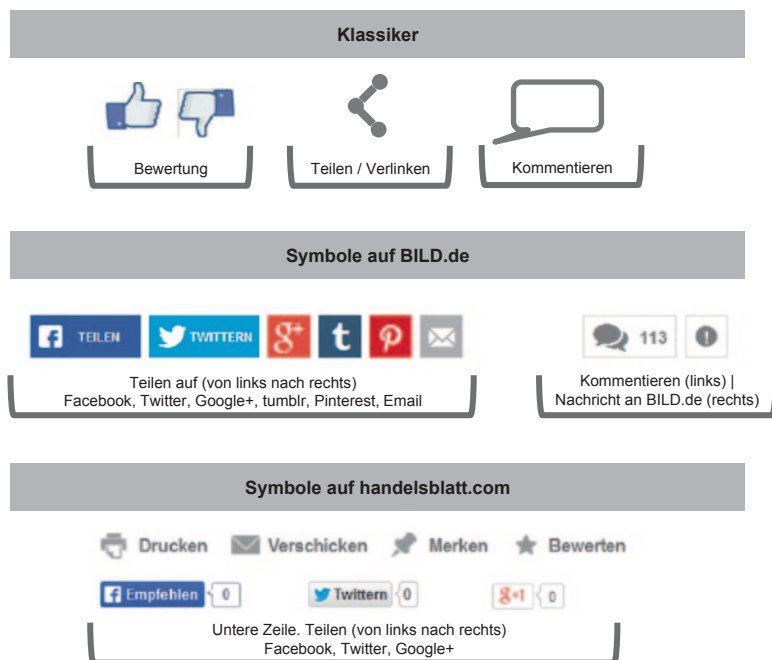 Klassiker
Bewertung
Teilen / Verlinken
Kommentieren
Symbole auf BILD.de
f TEILEN
TWITTERN
g+
t
p
113
!
Teilen auf (von links nach rechts)
Facebook, Twitter, Google+, tumblr, Pinterest, Email
Kommentieren (links) |
Nachricht an BILD.de (rechts)
Symbole auf handelsblatt.com
Drucken
Verschicken
Merken
Bewerten
f Empfehlen 0
Twittern 0
g+1 0
Untere Zeile. Teilen (von links nach rechts)
Facebook, Twitter, Google+